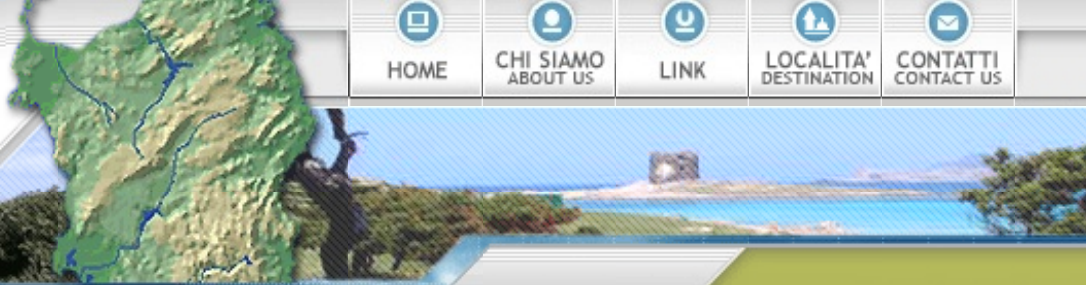 HOME
CHI SIAMO
ABOUT US
LINK
LOCALITA'
DESTINATION
CONTATTI
CONTACT US